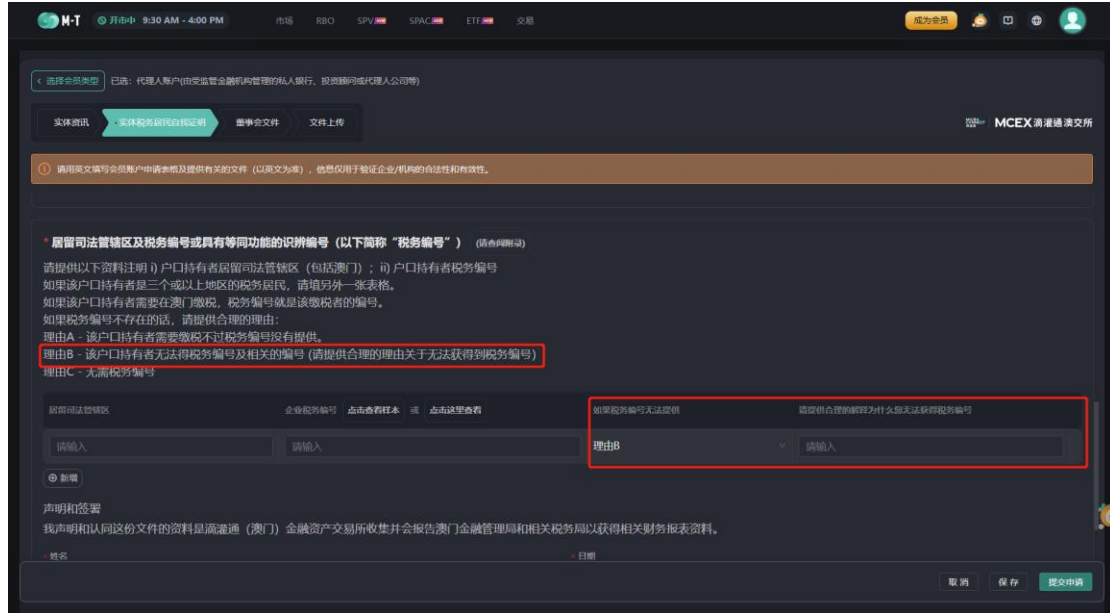 M-T 开市中 9:30 AM - 4:00 PM 市场 RBO SPV SPAC ETF 交易 成为会员
< 选择会员类型 已选：代理人账户(由受监管金融机构管理的私人银行、投资顾问或代理人公司等)
实体资讯 实体税务居民自我证明 董事会文件 文件上传 MCEX 滴灌通澳交所
请用英文填写会员账户申请表格及提供有关的文件（以英文为准），信息仅用于验证企业/机构的合法性和有效性。
* 居留司法管辖区及税务编号或具有等同功能的识辨编号（以下简称“税务编号”） (请查阅附录)
请提供以下资料注明 i) 户口持有者居留司法管辖区（包括澳门）; ii) 户口持有者税务编号
如果该户口持有者是三个或以上地区的税务居民，请填另外一张表格。
如果该户口持有者需要在澳门缴税，税务编号就是该缴税者的编号。
如果税务编号不存在的话，请提供合理的理由：
理由A - 该户口持有者需要缴税不过税务编号没有提供。
理由B - 该户口持有者无法得税务编号及相关的编号 (请提供合理的理由关于无法获得到税务编号)
理由C - 无需税务编号
居留司法管辖区 企业税务编号 点击查看样本 或 点击这里查看 如果税务编号无法提供 请提供合理的解释为什么您无法获得税务编号
请输入 请输入 理由B 请输入
⊕ 新增
声明和签署
我声明和认同这份文件的资料是滴灌通（澳门）金融资产交易所收集并会报告澳门金融管理局和相关税务局以获得相关财务报表资料。
* 姓名 * 日期
取消 保存 提交申请